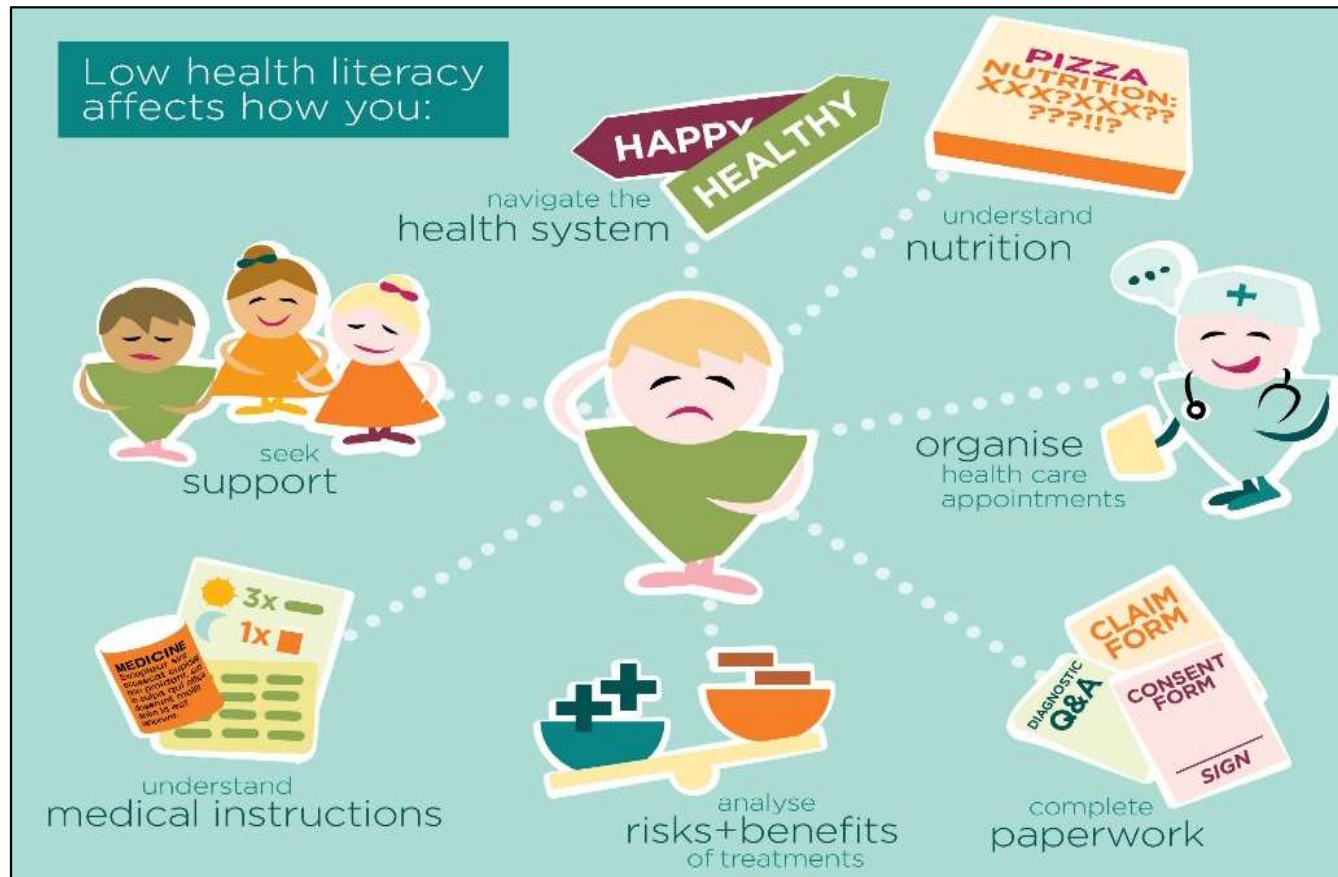 Low health literacy
affects how you:
HAPPY
HEALTHY
navigate the
health system
PIZZA
NUTRITION:
XXX?XXX??
???!!?
understand
nutrition
seek
support
organise
health care
appointments
3x
1x
MEDICINE
understand
medical instructions
analyse
risks+benefits
of treatments
CLAIM
FORM
DIAGNOSTIC
Q&A
CONSENT
FORM
SIGN
complete
paperwork